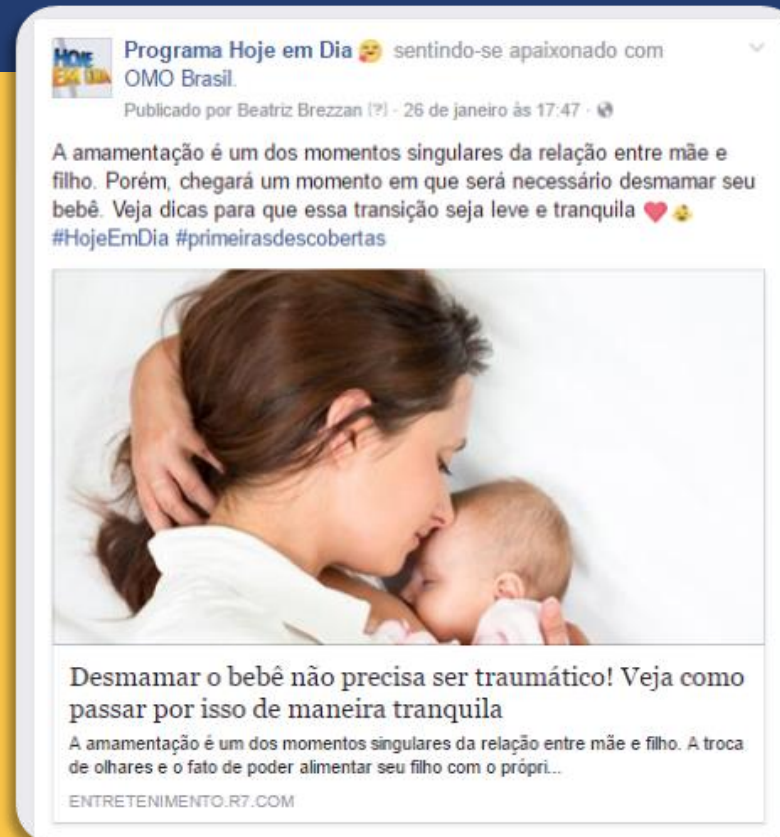 HOJE
EM DIA
Programa Hoje em Dia 🥰 sentindo-se apaixonado com
OMO Brasil.
Publicado por Beatriz Brezzan [?] · 26 de janeiro às 17:47 ·
A amamentação é um dos momentos singulares da relação entre mãe e
filho. Porém, chegará um momento em que será necessário desmamar seu
bebê. Veja dicas para que essa transição seja leve e tranquila ❤️👶
#HojeEmDia #primeirasdescobertas
Desmamar o bebê não precisa ser traumático! Veja como
passar por isso de maneira tranquila
A amamentação é um dos momentos singulares da relação entre mãe e filho. A troca
de olhares e o fato de poder alimentar seu filho com o própri...
ENTRETENIMENTO.R7.COM